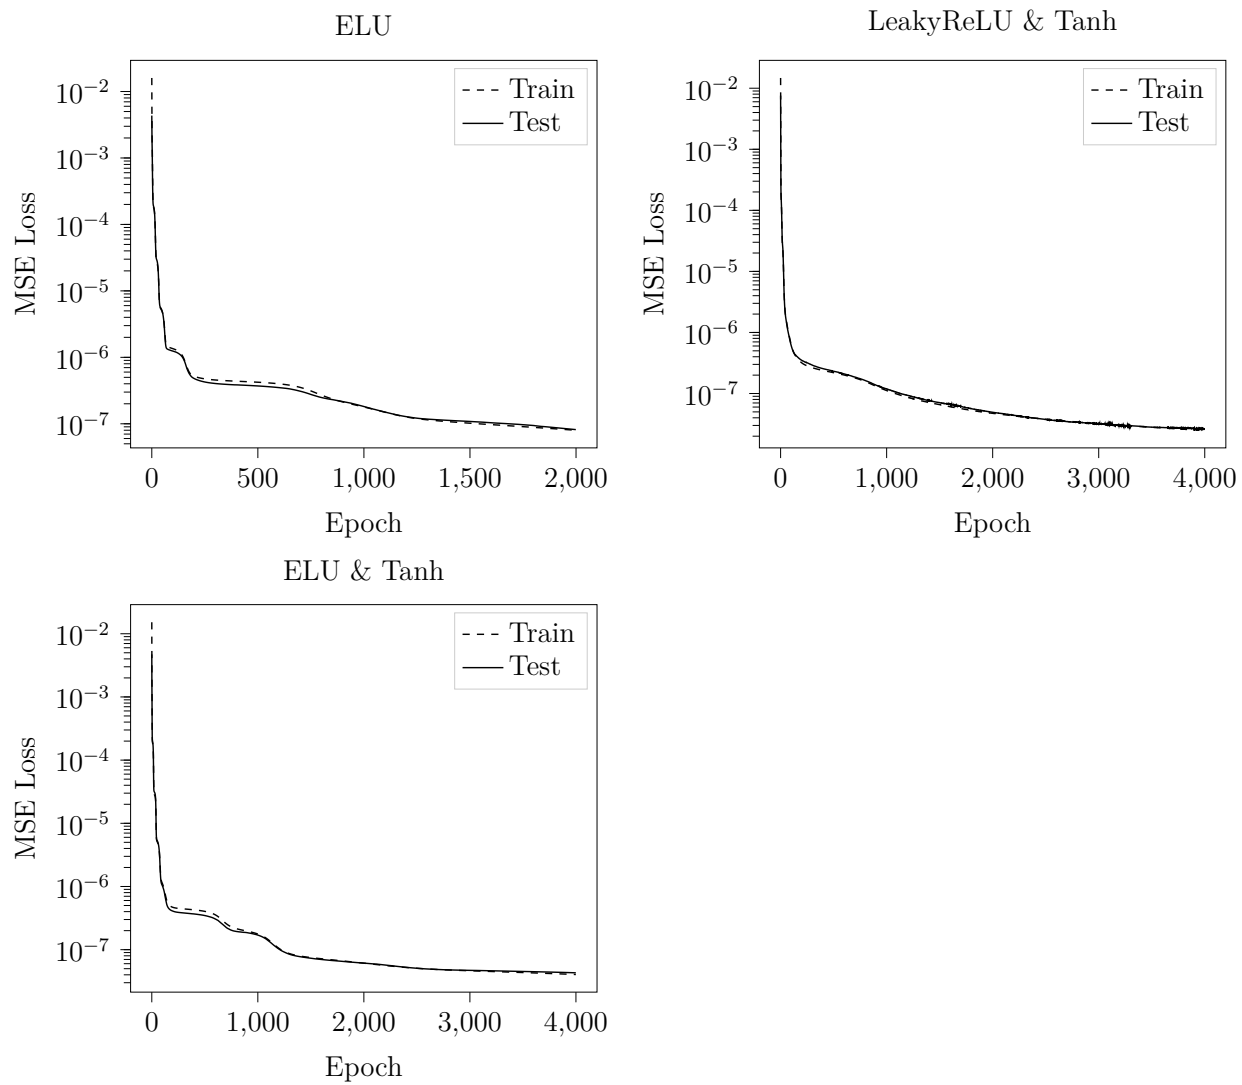 ELU
MSE Loss
10⁻²
10⁻³
10⁻⁴
10⁻⁵
10⁻⁶
10⁻⁷
Train
Test
0 500 1,000 1,500 2,000
Epoch
LeakyReLU & Tanh
MSE Loss
10⁻²
10⁻³
10⁻⁴
10⁻⁵
10⁻⁶
10⁻⁷
Train
Test
0 1,000 2,000 3,000 4,000
Epoch
ELU & Tanh
MSE Loss
10⁻²
10⁻³
10⁻⁴
10⁻⁵
10⁻⁶
10⁻⁷
Train
Test
0 1,000 2,000 3,000 4,000
Epoch